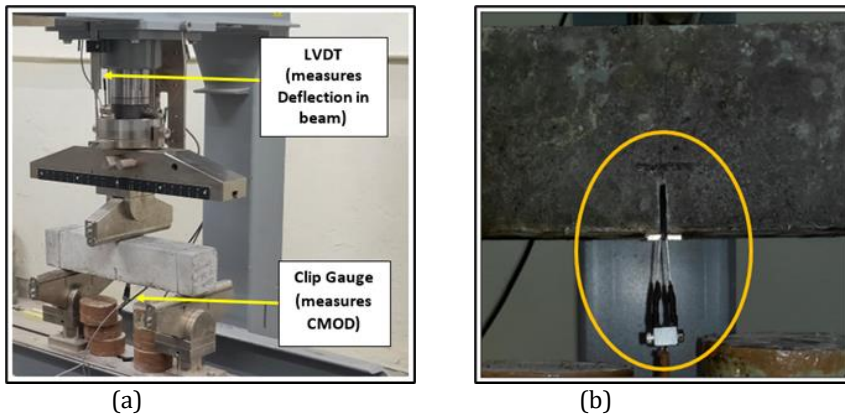 LVDT
(measures
Deflection in
beam)
Clip Gauge
(measures
CMOD)
(a)
(b)